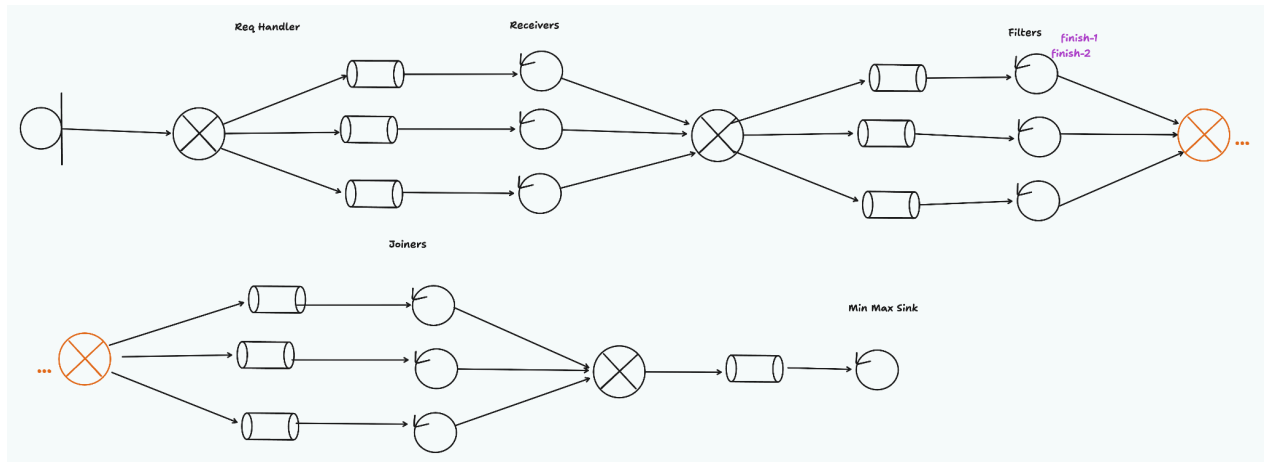 Req Handler
Receivers
Filters
finish-1
finish-2
...
...
Joiners
Min Max Sink